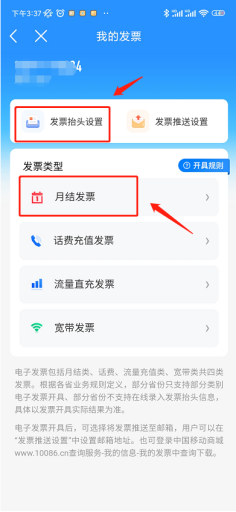 下午3:37
我的发票
发票抬头设置
发票推送设置
发票类型
开具规则
月结发票
话费充值发票
流量直充发票
宽带发票
电子发票包括月结类、话费、流量充值类、宽带类共四类
发票。根据各省业务规则定义，部分省份只支持部分类别
电子发票开具、部分省份不支持在线录入发票抬头信息，
具体以发票开具实际结果为准。
电子发票开具后，可选择将发票推送至邮箱，用户可以在
“发票推送设置”中设置邮箱地址。也可登录中国移动商城
www.10086.cn查询服务-我的信息-我的发票中查询下载。